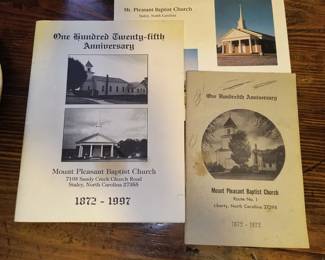 Mt. Pleasant Baptist Church
Staley, North Carolina
One Hundred Twenty-fifth
Anniversary
Mount Pleasant Baptist Church
7108 Sandy Creek Church Road
Staley, North Carolina 27355
1872 - 1997
One Hundredth Anniversary
Mount Pleasant Baptist Church
Route No. 1
Liberty, North Carolina 27298
1872 - 1972